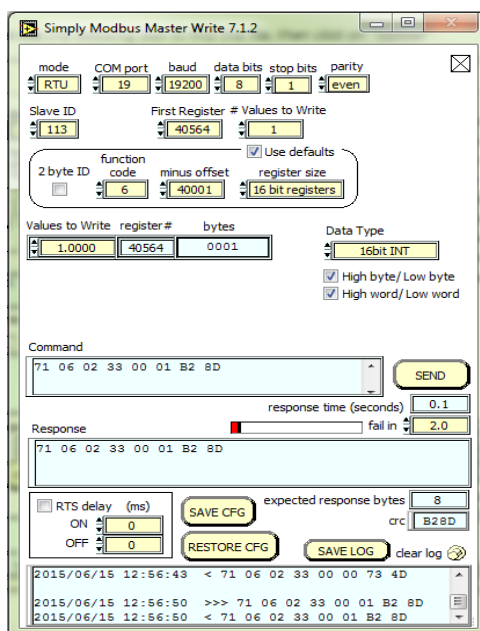 Simply Modbus Master Write 7.1.2
mode COM port baud data bits stop bits parity
RTU 19 19200 8 1 even
Slave ID First Register # Values to Write
113 40564 1
Use defaults
2 byte ID function code minus offset register size
6 40001 16 bit registers
Values to Write register# bytes
1.0000 40564 0001
Data Type
16bit INT
High byte/Low byte
High word/Low word
Command
71 06 02 33 00 01 B2 8D
SEND
response time (seconds) 0.1
Response fail in 2.0
71 06 02 33 00 01 B2 8D
RTS delay (ms)
ON 0
OFF 0
SAVE CFG
RESTORE CFG
expected response bytes 8
crc B28D
SAVE LOG clear log
2015/06/15 12:56:43 < 71 06 02 33 00 00 73 4D
2015/06/15 12:56:50 >>> 71 06 02 33 00 01 B2 8D
2015/06/15 12:56:50 < 71 06 02 33 00 01 B2 8D